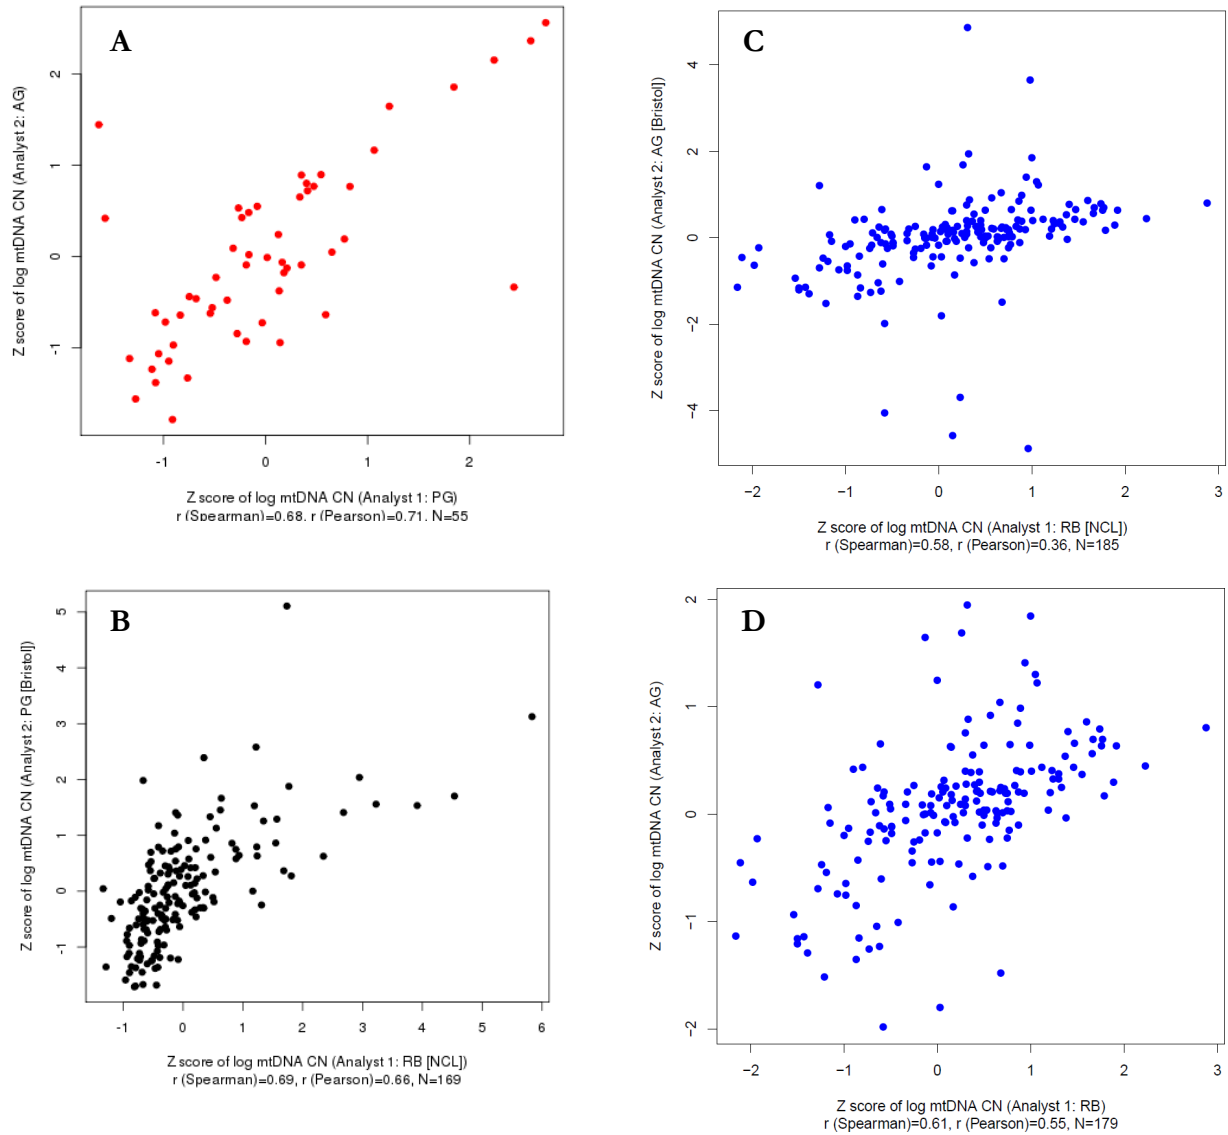 A
Z score of log mtDNA CN (Analyst 2: AG)
2
1
0
-1
-1 0 1 2
Z score of log mtDNA CN (Analyst 1: PG)
r (Spearman)=0.68, r (Pearson)=0.71, N=55
C
Z score of log mtDNA CN (Analyst 2: AG [Bristol])
4
2
0
−2
−4
−2 −1 0 1 2 3
Z score of log mtDNA CN (Analyst 1: RB [NCL])
r (Spearman)=0.58, r (Pearson)=0.36, N=185
B
Z score of log mtDNA CN (Analyst 2: PG [Bristol])
5
4
3
2
1
0
-1
-1 0 1 2 3 4 5 6
Z score of log mtDNA CN (Analyst 1: RB [NCL])
r (Spearman)=0.69, r (Pearson)=0.66, N=169
D
Z score of log mtDNA CN (Analyst 2: AG)
2
1
0
−1
−2
−2 −1 0 1 2 3
Z score of log mtDNA CN (Analyst 1: RB)
r (Spearman)=0.61, r (Pearson)=0.55, N=179